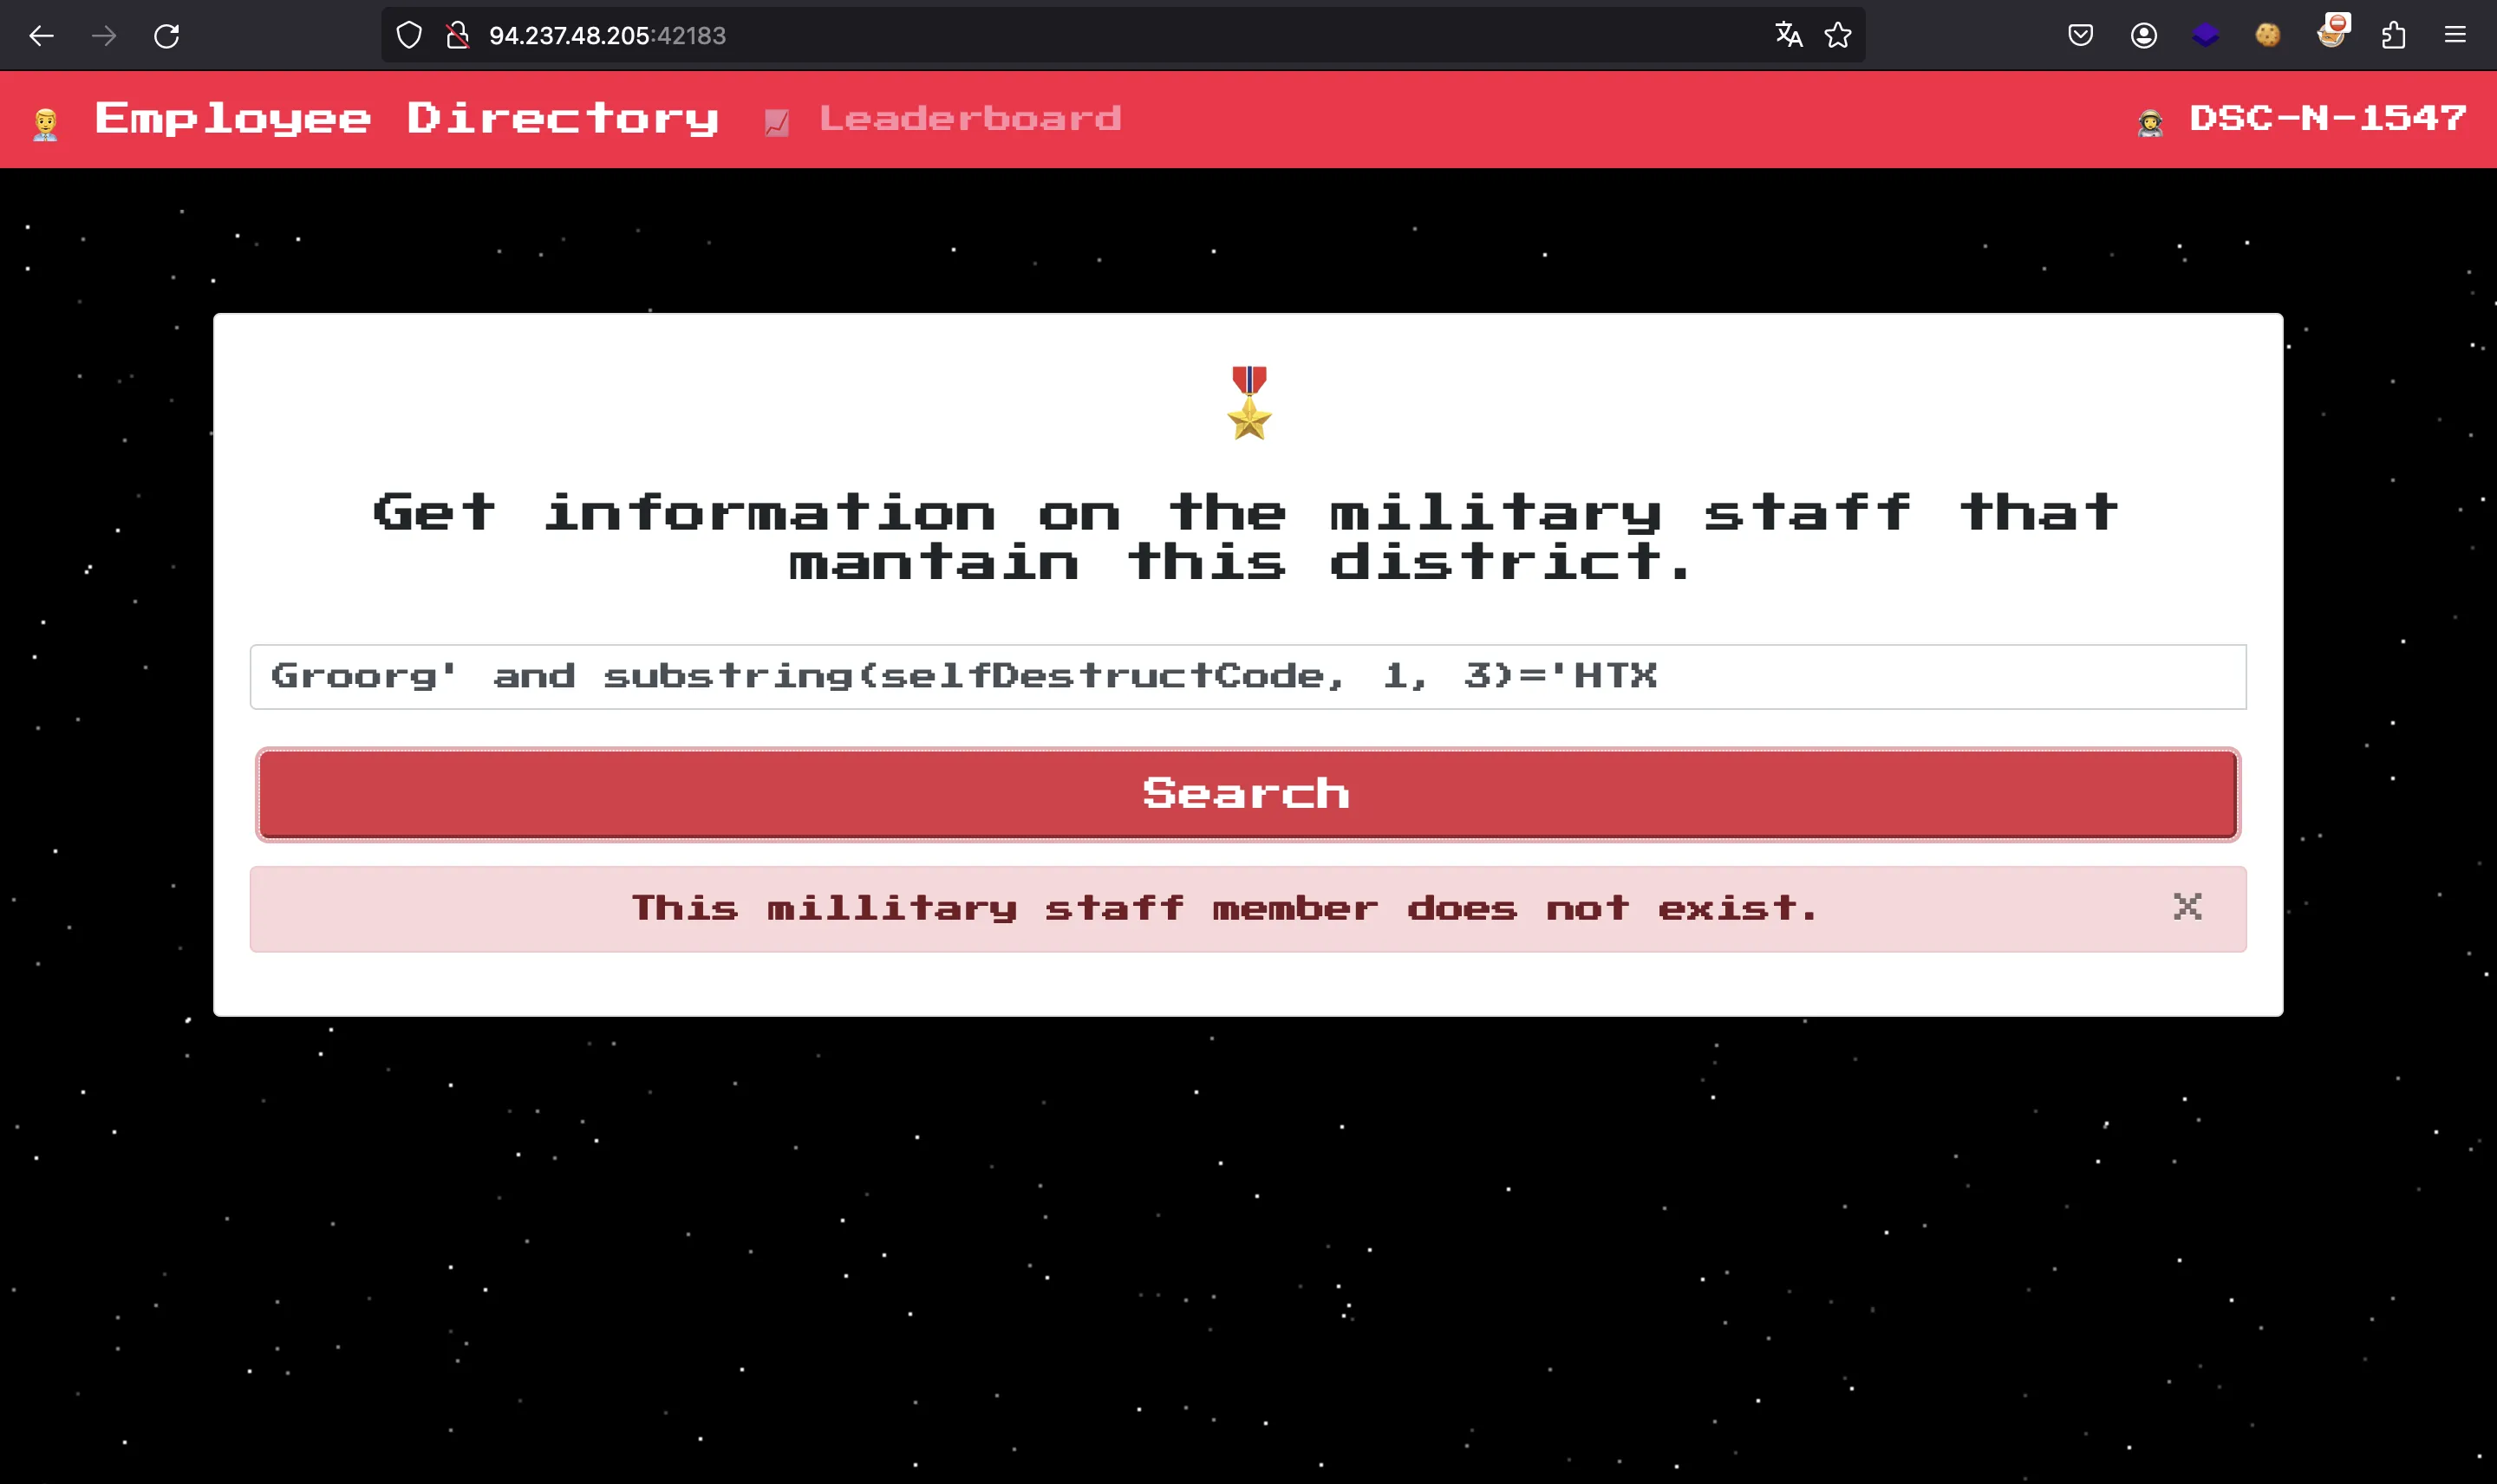 94.237.48.205:42183
Employee Directory Leaderboard DSC-N-1547
Get information on the military staff that
mantain this district.
Groorg' and substring(selfDestructCode, 1, 3)='HTX
Search
This millitary staff member does not exist.